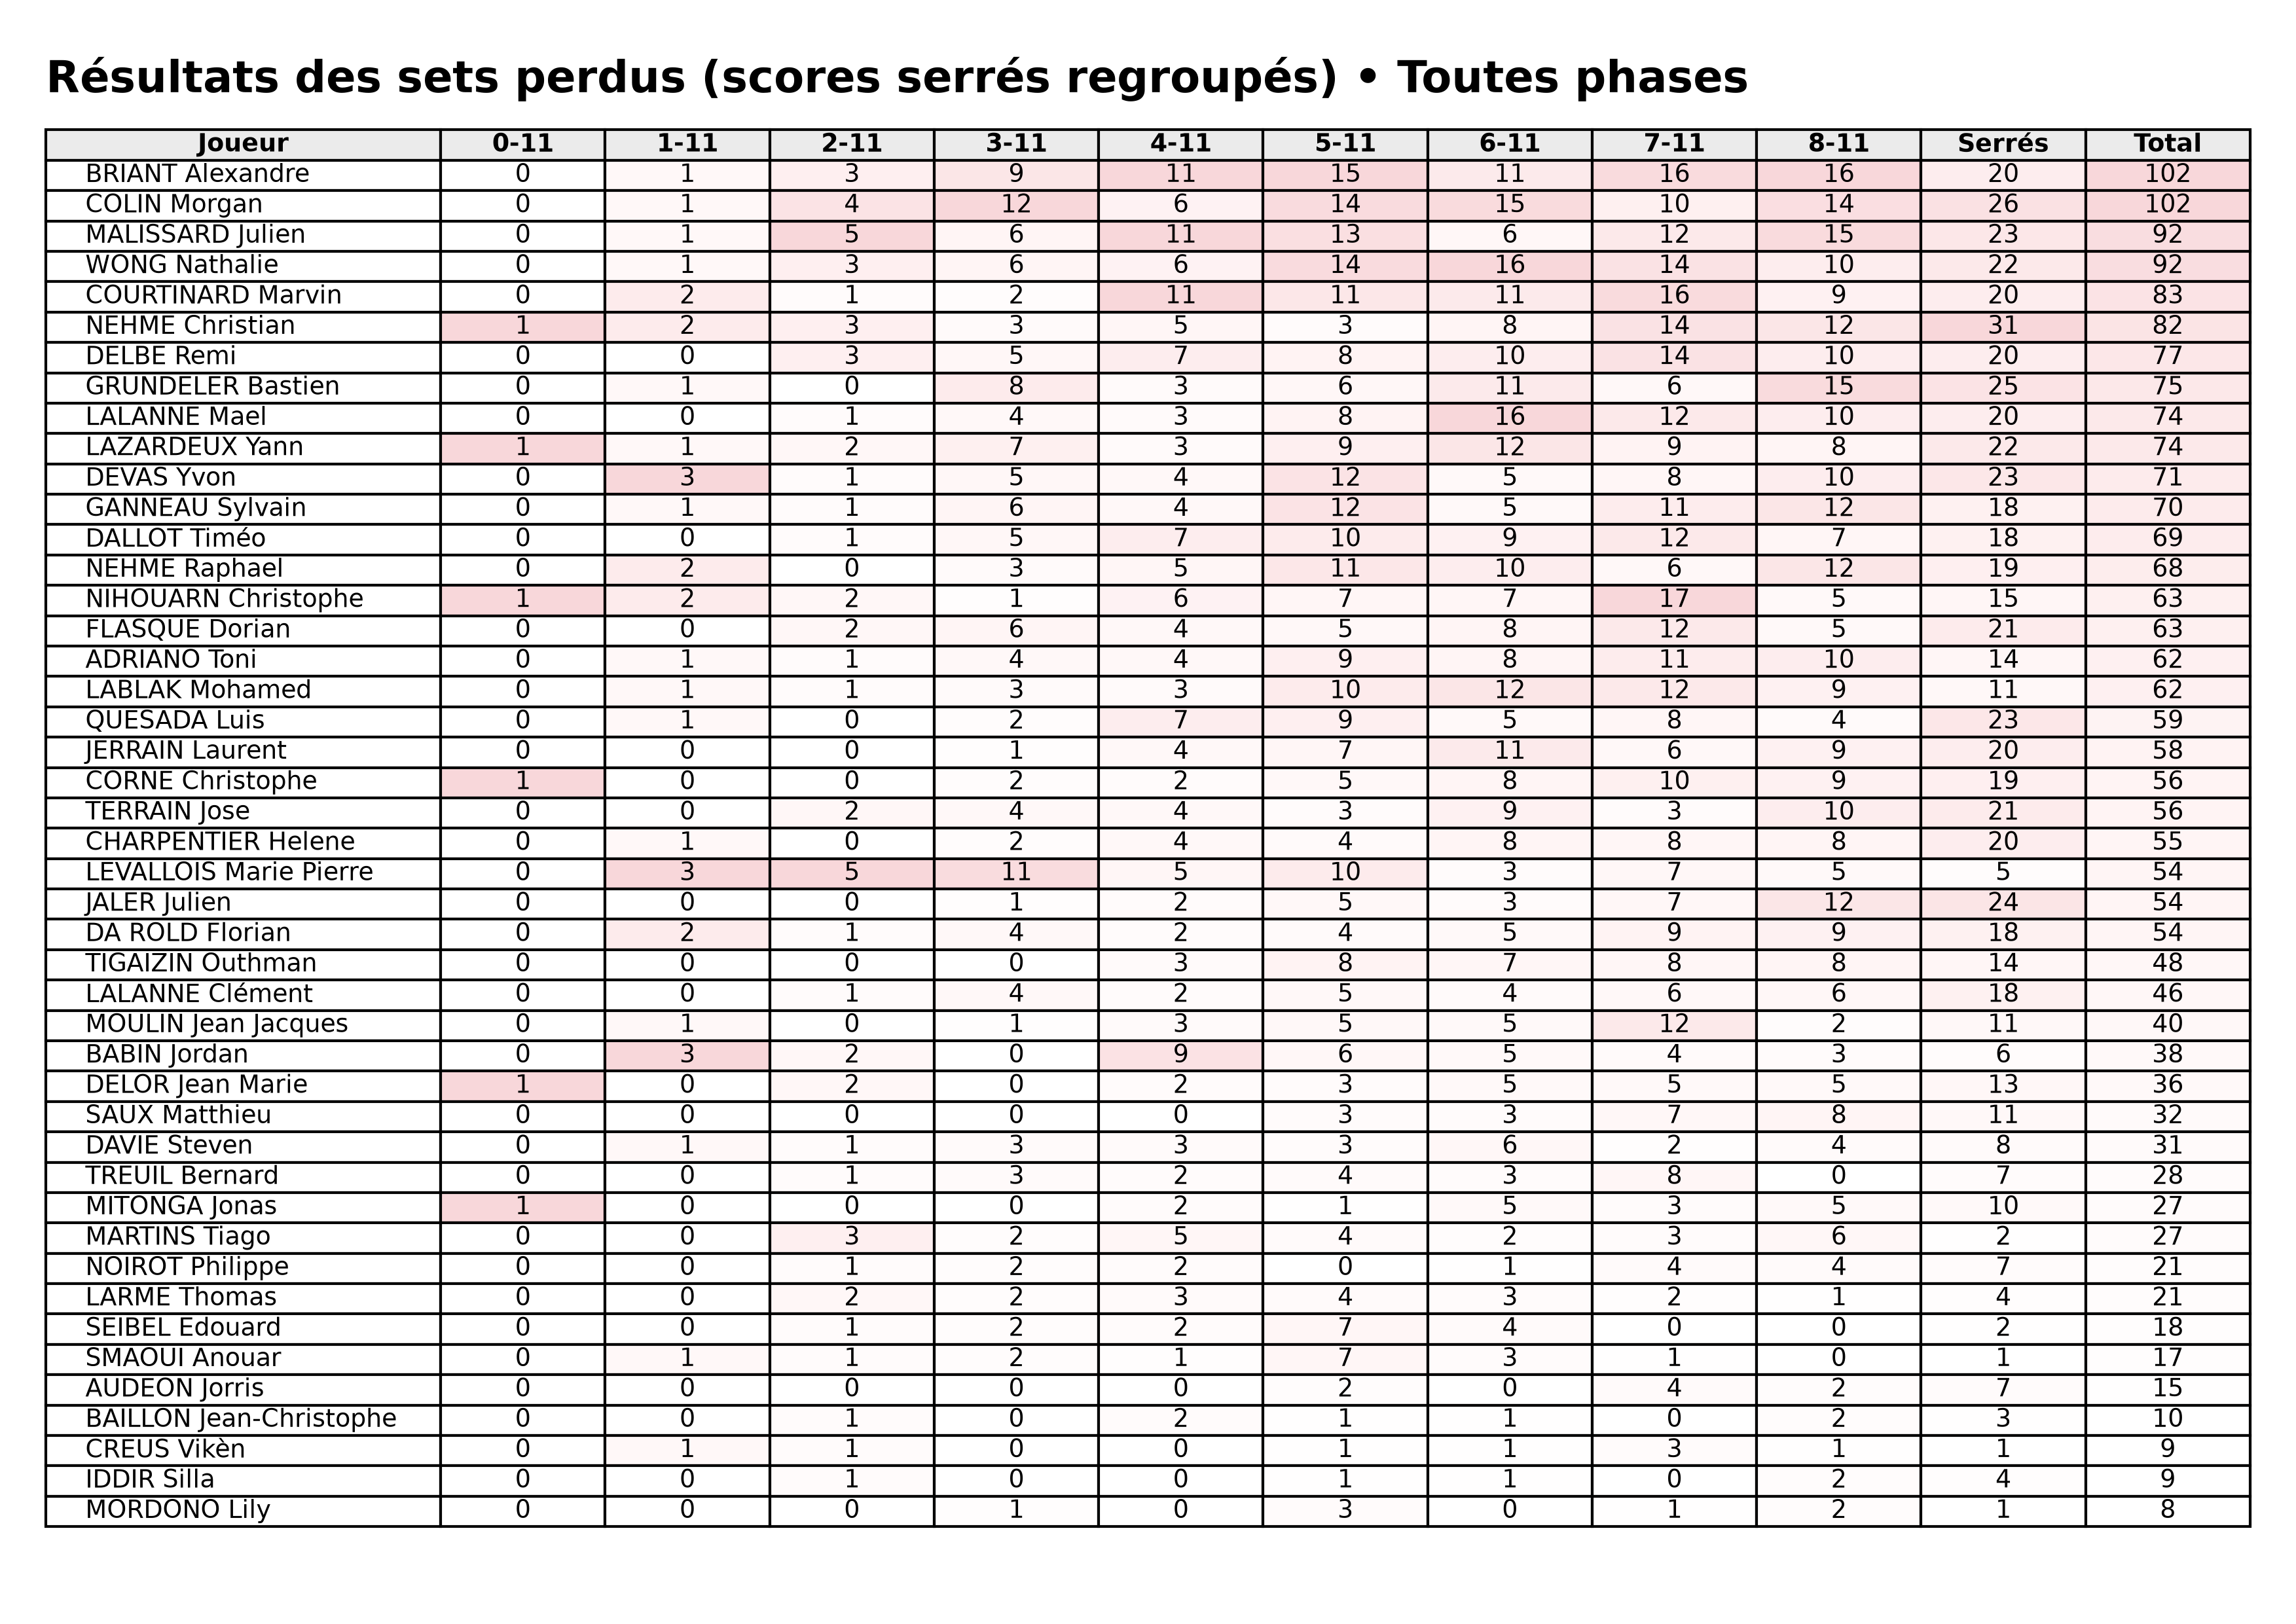 Résultats des sets perdus (scores serrés regroupés) • Toutes phases
Joueur 0-11 1-11 2-11 3-11 4-11 5-11 6-11 7-11 8-11 Serrés Total
BRIANT Alexandre 0 1 3 9 11 15 11 16 16 20 102
COLIN Morgan 0 1 4 12 6 14 15 10 14 26 102
MALISSARD Julien 0 1 5 6 11 13 6 12 15 23 92
WONG Nathalie 0 1 3 6 6 14 16 14 10 22 92
COURTINARD Marvin 0 2 1 2 11 11 11 16 9 20 83
NEHME Christian 1 2 3 3 5 3 8 14 12 31 82
DELBE Remi 0 0 3 5 7 8 10 14 10 20 77
GRUNDELER Bastien 0 1 0 8 3 6 11 6 15 25 75
LALANNE Mael 0 0 1 4 3 8 16 12 10 20 74
LAZARDEUX Yann 1 1 2 7 3 9 12 9 8 22 74
DEVAS Yvon 0 3 1 5 4 12 5 8 10 23 71
GANNEAU Sylvain 0 1 1 6 4 12 5 11 12 18 70
DALLOT Timéo 0 0 1 5 7 10 9 12 7 18 69
NEHME Raphael 0 2 0 3 5 11 10 6 12 19 68
NIHOUARN Christophe 1 2 2 1 6 7 7 17 5 15 63
FLASQUE Dorian 0 0 2 6 4 5 8 12 5 21 63
ADRIANO Toni 0 1 1 4 4 9 8 11 10 14 62
LABLAK Mohamed 0 1 1 3 3 10 12 12 9 11 62
QUESADA Luis 0 1 0 2 7 9 5 8 4 23 59
JERRAIN Laurent 0 0 0 1 4 7 11 6 9 20 58
CORNE Christophe 1 0 0 2 2 5 8 10 9 19 56
TERRAIN Jose 0 0 2 4 4 3 9 3 10 21 56
CHARPENTIER Helene 0 1 0 2 4 4 8 8 8 20 55
LEVALLOIS Marie Pierre 0 3 5 11 5 10 3 7 5 5 54
JALER Julien 0 0 0 1 2 5 3 7 12 24 54
DA ROLD Florian 0 2 1 4 2 4 5 9 9 18 54
TIGAIZIN Outhman 0 0 0 0 3 8 7 8 8 14 48
LALANNE Clément 0 0 1 4 2 5 4 6 6 18 46
MOULIN Jean Jacques 0 1 0 1 3 5 5 12 2 11 40
BABIN Jordan 0 3 2 0 9 6 5 4 3 6 38
DELOR Jean Marie 1 0 2 0 2 3 5 5 5 13 36
SAUX Matthieu 0 0 0 0 0 3 3 7 8 11 32
DAVIE Steven 0 1 1 3 3 3 6 2 4 8 31
TREUIL Bernard 0 0 1 3 2 4 3 8 0 7 28
MITONGA Jonas 1 0 0 0 2 1 5 3 5 10 27
MARTINS Tiago 0 0 3 2 5 4 2 3 6 2 27
NOIROT Philippe 0 0 1 2 2 0 1 4 4 7 21
LARME Thomas 0 0 2 2 3 4 3 2 1 4 21
SEIBEL Edouard 0 0 1 2 2 7 4 0 0 2 18
SMAOUI Anouar 0 1 1 2 1 7 3 1 0 1 17
AUDEON Jorris 0 0 0 0 0 2 0 4 2 7 15
BAILLON Jean-Christophe 0 0 1 0 2 1 1 0 2 3 10
CREUS Vikèn 0 1 1 0 0 1 1 3 1 1 9
IDDIR Silla 0 0 1 0 0 1 1 0 2 4 9
MORDONO Lily 0 0 0 1 0 3 0 1 2 1 8